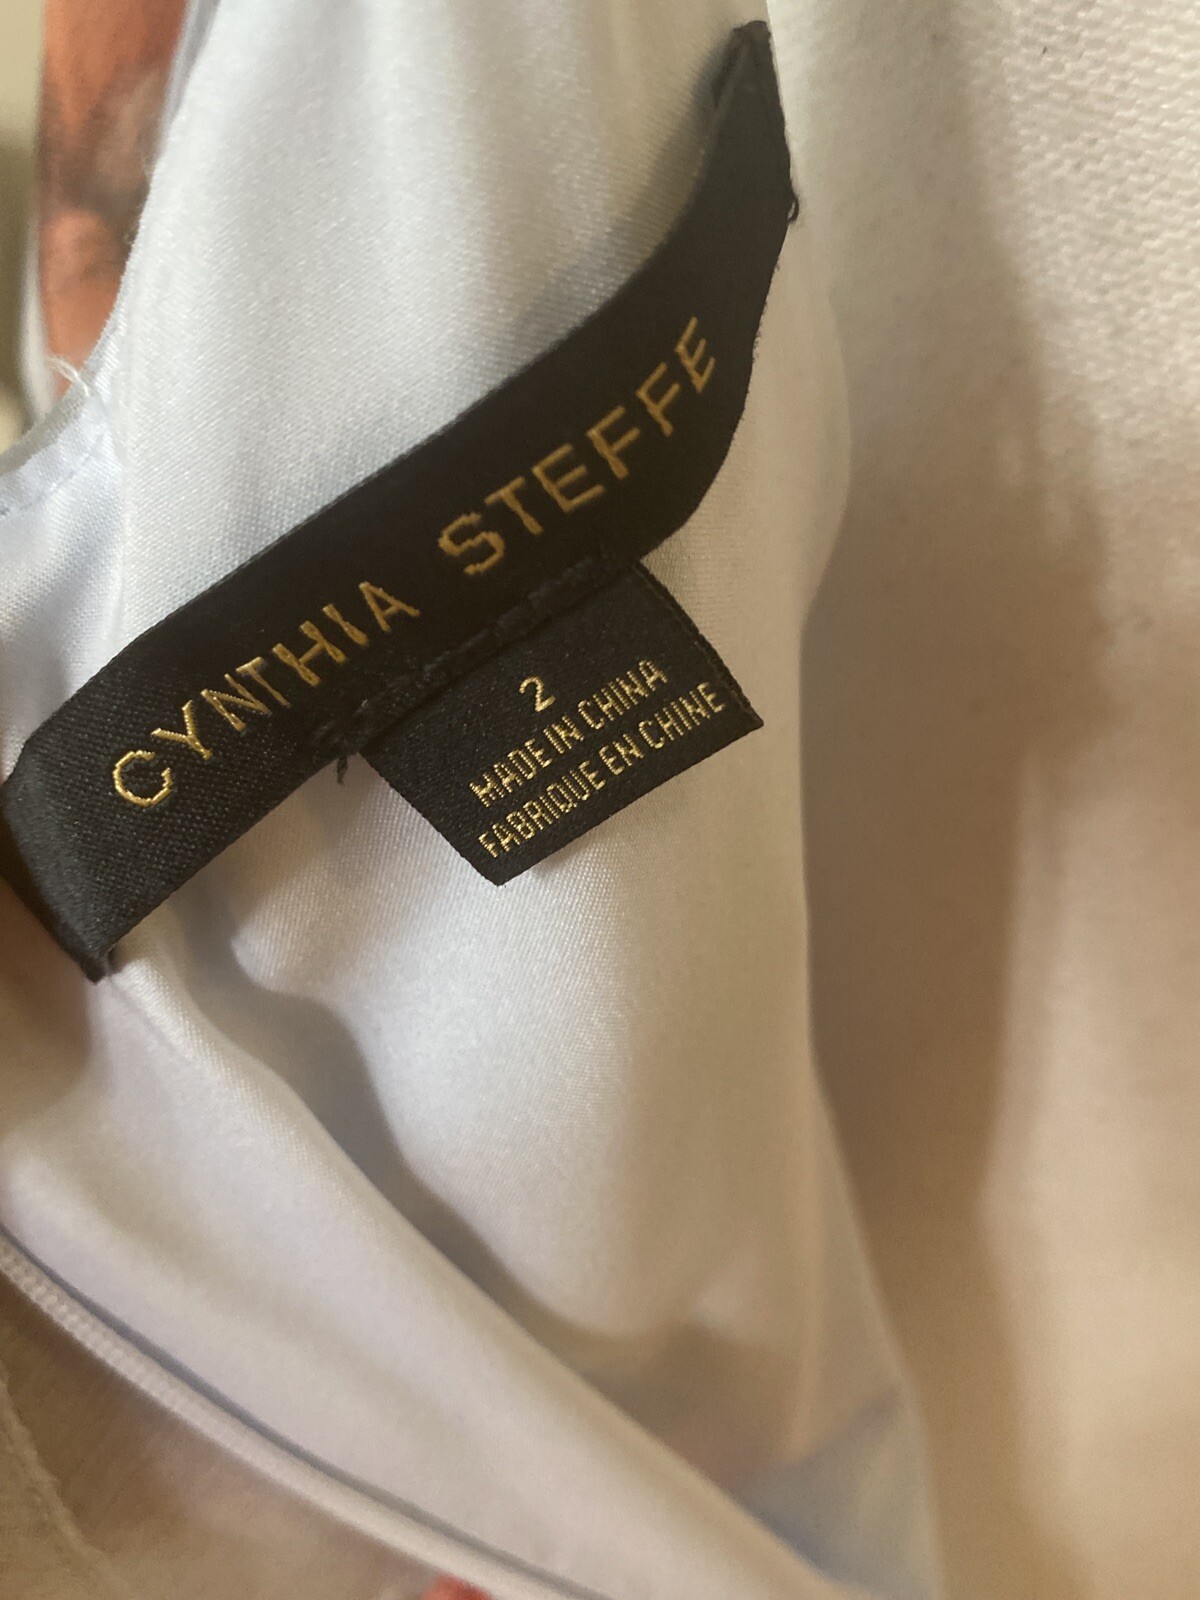 CYNTHIA STEFFE
2
MADE IN CHINA
FABRIQUE EN CHINE